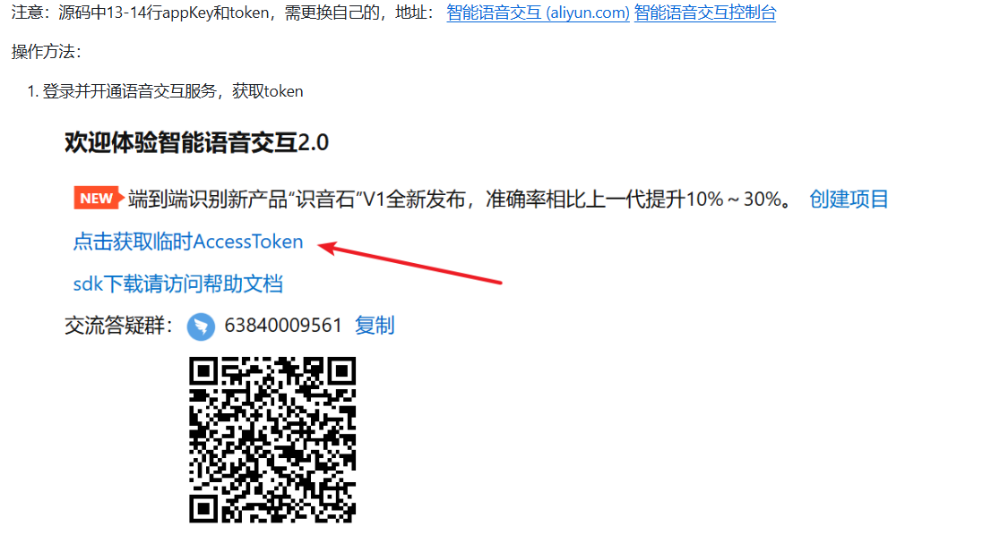 注意：源码中13-14行appKey和token，需更换自己的，地址： 智能语音交互 (aliyun.com) 智能语音交互控制台
操作方法：
1. 登录并开通语音交互服务，获取token
欢迎体验智能语音交互2.0
NEW 端到端识别新产品“识音石”V1全新发布，准确率相比上一代提升10%～30%。 创建项目
点击获取临时AccessToken
sdk下载请访问帮助文档
交流答疑群： 63840009561 复制